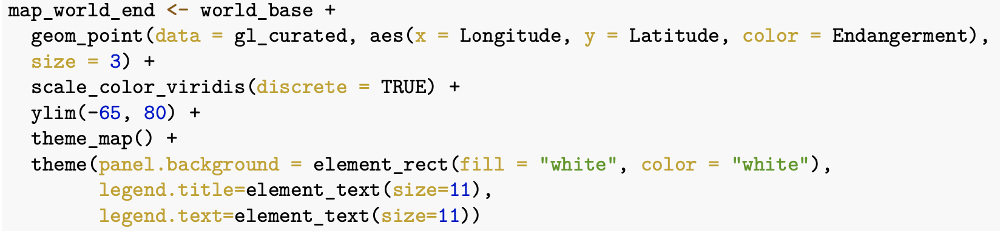 map_world_end <- world_base +
  geom_point(data = gl_curated, aes(x = Longitude, y = Latitude, color = Endangerment),
  size = 3) +
  scale_color_viridis(discrete = TRUE) +
  ylim(-65, 80) +
  theme_map() +
  theme(panel.background = element_rect(fill = "white", color = "white"),
        legend.title=element_text(size=11),
        legend.text=element_text(size=11))